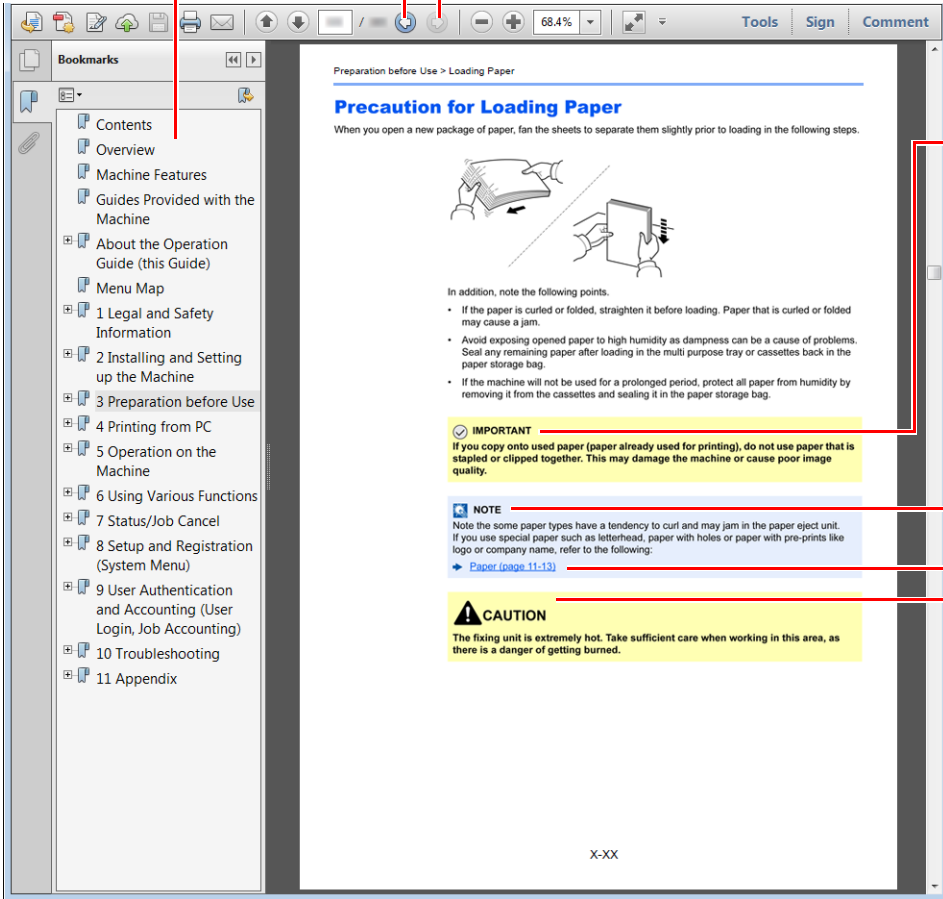 /
68.4%
Tools
Sign
Comment
Bookmarks
Contents
Overview
Machine Features
Guides Provided with the
Machine
About the Operation
Guide (this Guide)
Menu Map
1 Legal and Safety
Information
2 Installing and Setting
up the Machine
3 Preparation before Use
4 Printing from PC
5 Operation on the
Machine
6 Using Various Functions
7 Status/Job Cancel
8 Setup and Registration
(System Menu)
9 User Authentication
and Accounting (User
Login, Job Accounting)
10 Troubleshooting
11 Appendix
Preparation before Use > Loading Paper
Precaution for Loading Paper
When you open a new package of paper, fan the sheets to separate them slightly prior to loading in the following steps.
In addition, note the following points.
• If the paper is curled or folded, straighten it before loading. Paper that is curled or folded
may cause a jam.
• Avoid exposing opened paper to high humidity as dampness can be a cause of problems.
Seal any remaining paper after loading in the multi purpose tray or cassettes back in the
paper storage bag.
• If the machine will not be used for a prolonged period, protect all paper from humidity by
removing it from the cassettes and sealing it in the paper storage bag.
IMPORTANT
If you copy onto used paper (paper already used for printing), do not use paper that is
stapled or clipped together. This may damage the machine or cause poor image
quality.
NOTE
Note the some paper types have a tendency to curl and may jam in the paper eject unit.
If you use special paper such as letterhead, paper with holes or paper with pre-prints like
logo or company name, refer to the following:
Paper (page 11-13)
CAUTION
The fixing unit is extremely hot. Take sufficient care when working in this area, as
there is a danger of getting burned.
X-XX